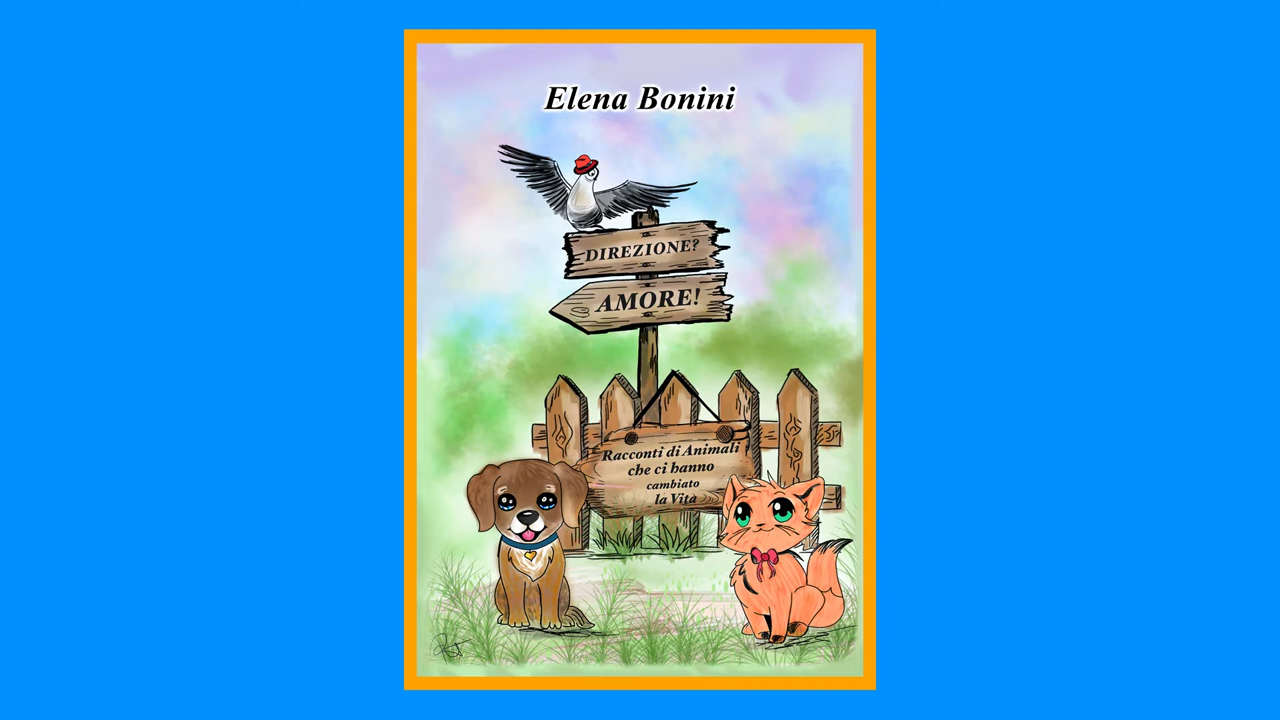 Elena Bonini
DIREZIONE?
AMORE!
Racconti di Animali
che ci hanno
cambiato
la Vita